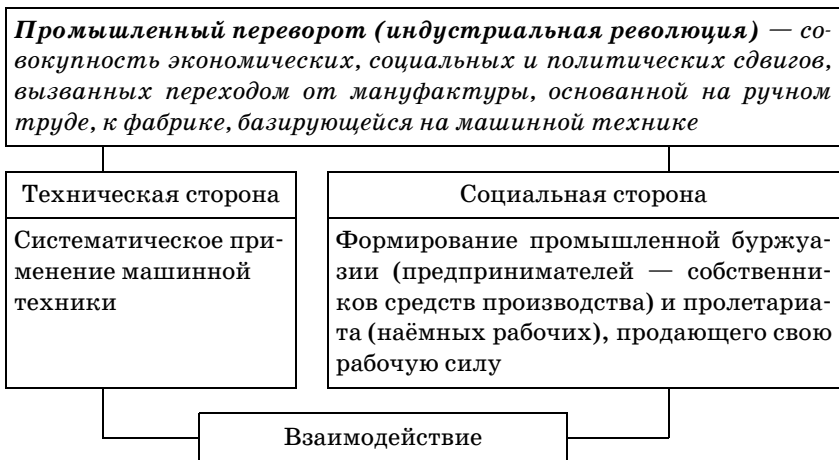 Промышленный переворот (индустриальная революция) — со-
вокупность экономических, социальных и политических сдвигов,
вызванных переходом от мануфактуры, основанной на ручном
труде, к фабрике, базирующейся на машинной технике
Техническая сторона
Систематическое при-
менение машинной
техники
Социальная сторона
Формирование промышленной буржуа-
зии (предпринимателей — собственни-
ков средств производства) и пролетариа-
та (наёмных рабочих), продающего свою
рабочую силу
Взаимодействие